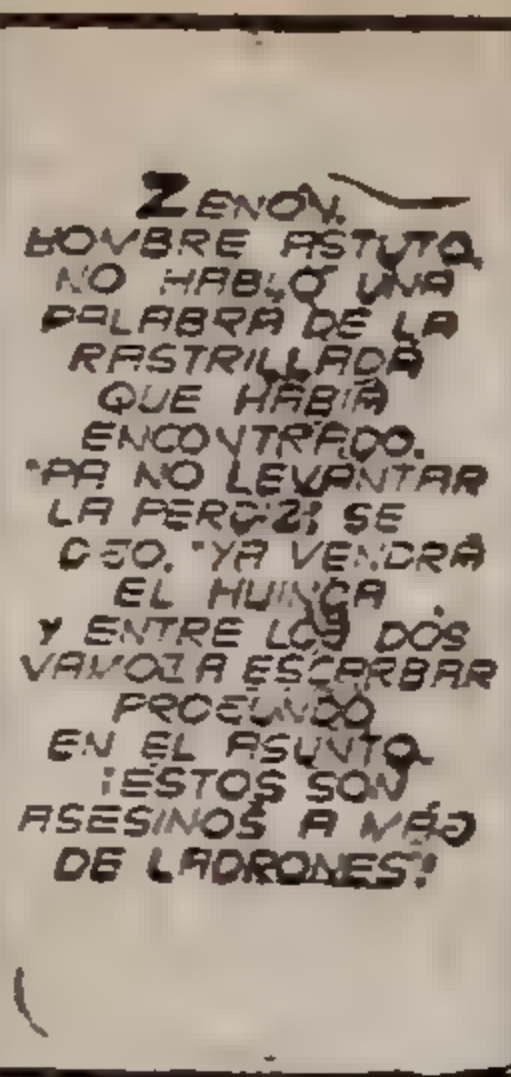 ZENÓN,
HOMBRE ASTUTO,
NO HABLÓ UNA
PALABRA DE LA
RASTRILLADA
QUE HABÍA
ENCONTRADO.
"PA NO LEVANTAR
LA PERDIZ", SE
DIJO. "YA VENDRÁ
EL HUINCA
Y ENTRE LOS DOS
VAMOS A ESCARBAR
PROFUNDO
EN EL ASUNTO.
¡ESTOS SON
ASESINOS A MÁS
DE LADRONES"!